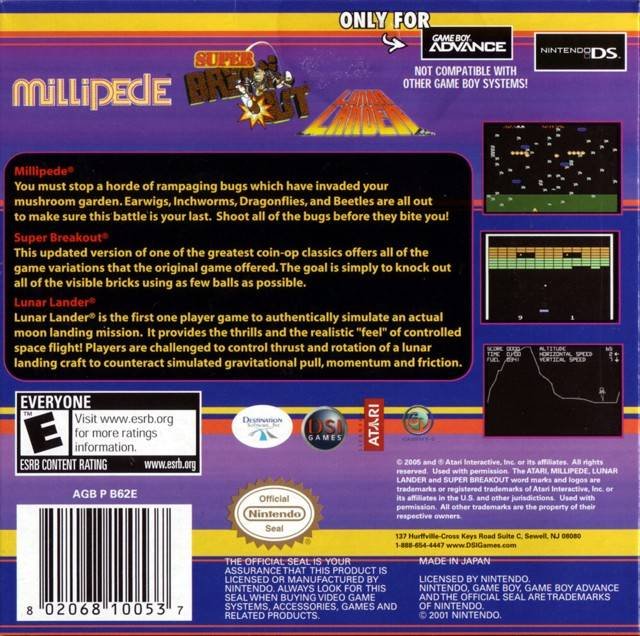 ONLY FOR
GAME BOY ADVANCE
NINTENDO DS
NOT COMPATIBLE WITH
OTHER GAME BOY SYSTEMS!
MILLIPEDE
SUPER
BREAKOUT
LUNAR
LANDER
Millipede®
You must stop a horde of rampaging bugs which have invaded your
mushroom garden. Earwigs, Inchworms, Dragonflies, and Beetles are all out
to make sure this battle is your last. Shoot all of the bugs before they bite you!
Super Breakout®
This updated version of one of the greatest coin-op classics offers all of the
game variations that the original game offered. The goal is simply to knock out
all of the visible bricks using as few balls as possible.
Lunar Lander®
Lunar Lander® is the first one player game to authentically simulate an actual
moon landing mission. It provides the thrills and the realistic "feel" of controlled
space flight! Players are challenged to control thrust and rotation of a lunar
landing craft to counteract simulated gravitational pull, momentum and friction.
9 1
SCORE 0000 ALTITUDE
TIME HORIZONTAL SPEED
FUEL VERTICAL SPEED
EVERYONE
TM
E
Visit www.esrb.org
for more ratings
information.
ESRB CONTENT RATING www.esrb.org
DESTINATION
DSI
GAMES
ATARI
© 2005 and ® Atari Interactive, Inc. or its affiliates. All rights
reserved. Used with permission. The ATARI, MILLIPEDE, LUNAR
LANDER and SUPER BREAKOUT word marks and logos are
trademarks or registered trademarks of Atari Interactive, Inc. or
its affiliates in the U.S. and other jurisdictions. Used with
permission. All other trademarks are the property of their
respective owners.
137 Hurffville-Cross Keys Road Suite C, Sewell, NJ 08080
1-888-654-4447 www.DSIGames.com
AGB P B62E
8 02068 10053 7
Official
Nintendo
Seal
THE OFFICIAL SEAL IS YOUR
ASSURANCE THAT THIS PRODUCT IS
LICENSED OR MANUFACTURED BY
NINTENDO. ALWAYS LOOK FOR THIS
SEAL WHEN BUYING VIDEO GAME
SYSTEMS, ACCESSORIES, GAMES AND
RELATED PRODUCTS.
MADE IN JAPAN
LICENSED BY NINTENDO.
NINTENDO, GAME BOY, GAME BOY ADVANCE
AND THE OFFICIAL SEAL ARE TRADEMARKS
OF NINTENDO.
© 2001 NINTENDO.